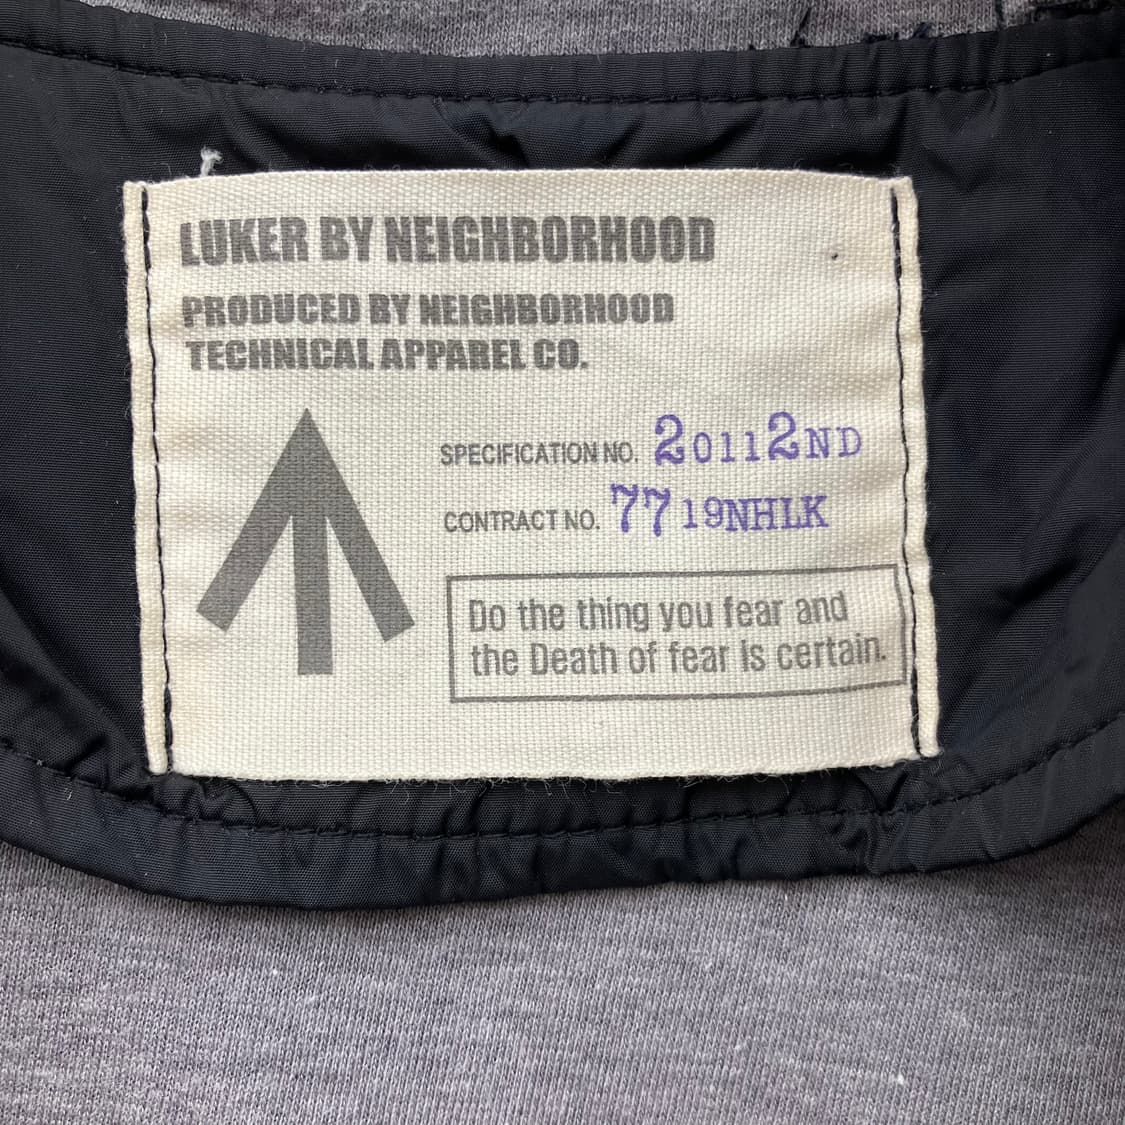 LUKER BY NEIGHBORHOOD
PRODUCED BY NEIGHBORHOOD
TECHNICAL APPAREL CO.
SPECIFICATION NO. 20112ND
CONTRACT NO. 7719NHLK
Do the thing you fear and
the Death of fear is certain.